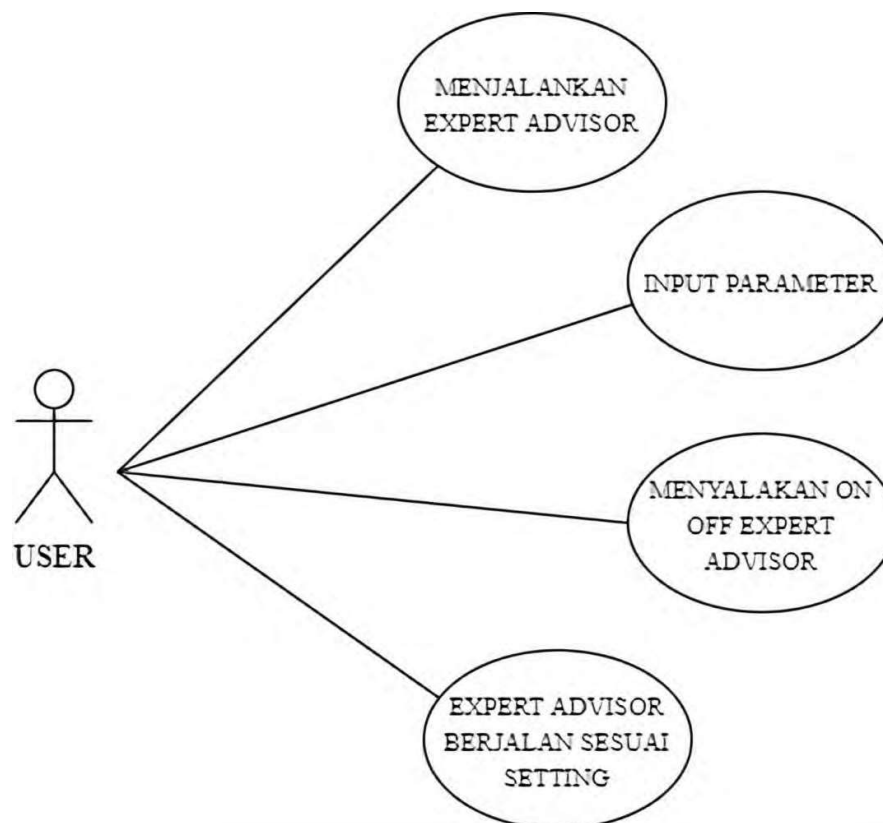 MENJALANKAN
EXPERT ADVISOR
INPUT PARAMETER
MENYALAKAN ON
OFF EXPERT
ADVISOR
USER
EXPERT ADVISOR
BERJALAN SESUAI
SETTING